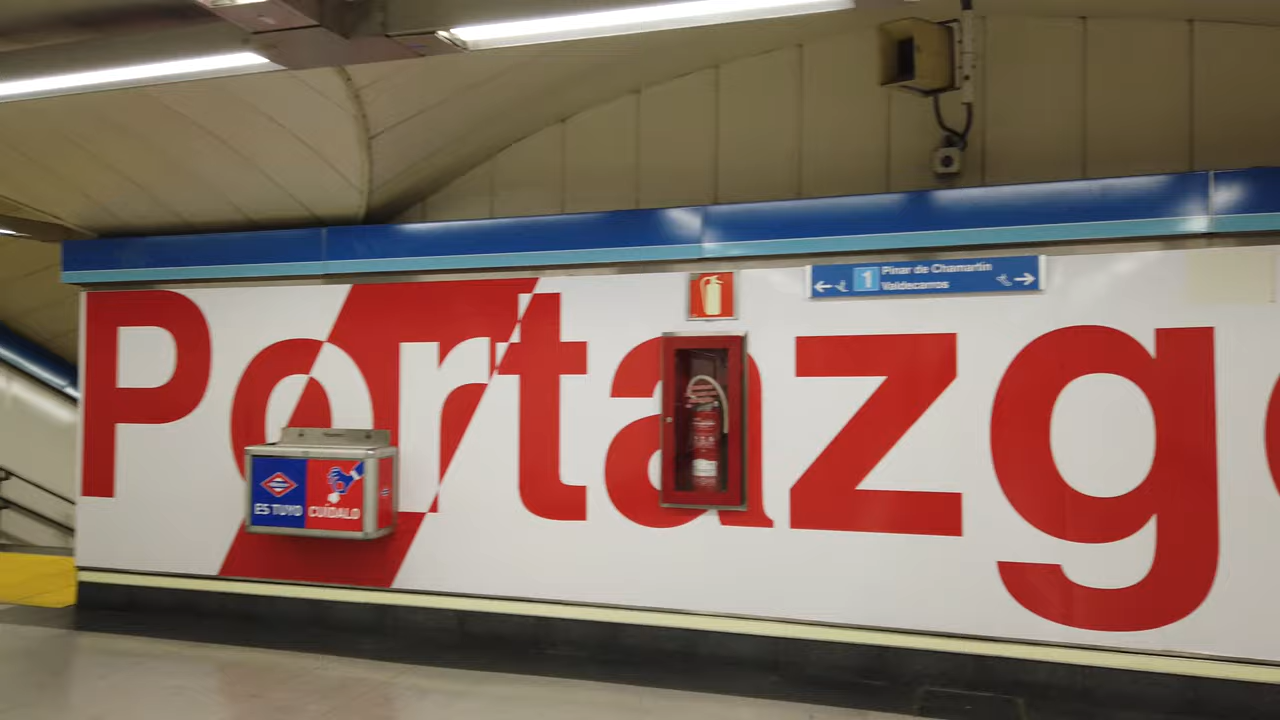 1
Pinar de Chamartín
Valdecarros
Portazgo
ES TUYO CUÍDALO